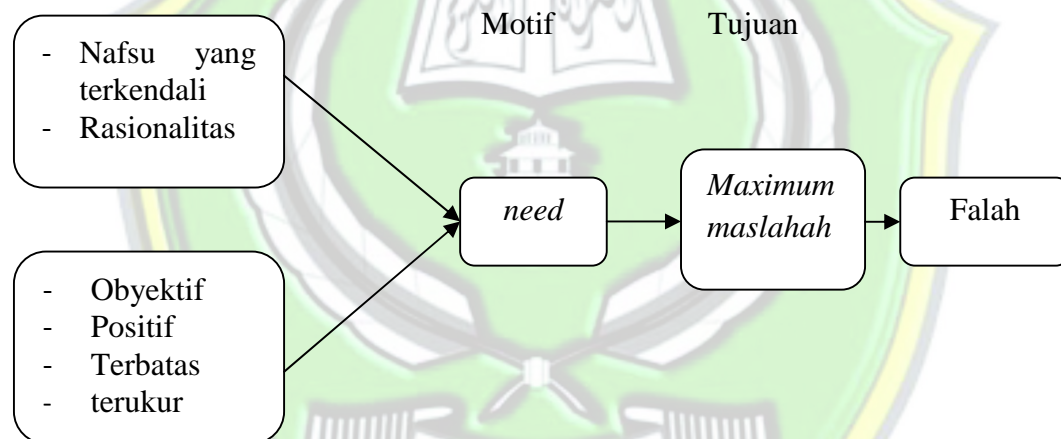 Motif Tujuan
- Nafsu yang
terkendali
- Rasionalitas
need
Maximum
maslahah
Falah
- Obyektif
- Positif
- Terbatas
- terukur